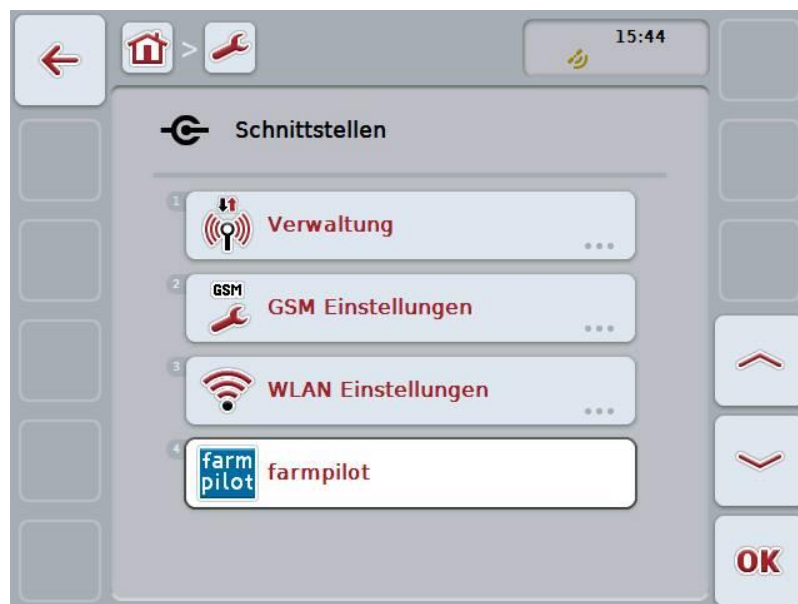 15:44
Schnittstellen
1
Verwaltung
2
GSM
GSM Einstellungen
3
WLAN Einstellungen
4
farm
pilot
farmpilot
OK